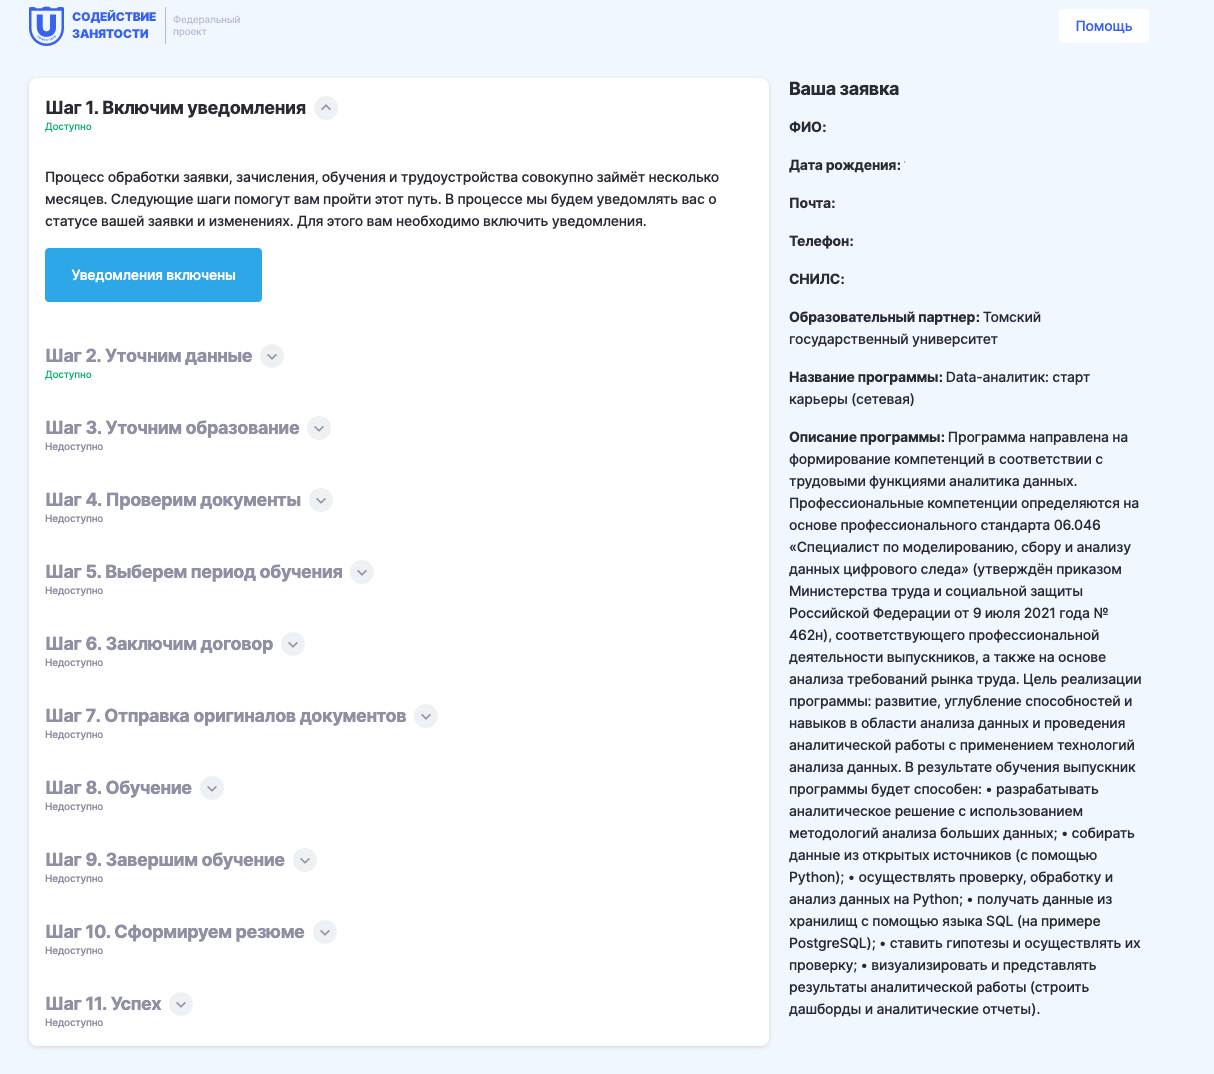 СОДЕЙСТВИЕ
ЗАНЯТОСТИ
Федеральный
проект
Помощь
Шаг 1. Включим уведомления
Доступно
Процесс обработки заявки, зачисления, обучения и трудоустройства совокупно займёт несколько
месяцев. Следующие шаги помогут вам пройти этот путь. В процессе мы будем уведомлять вас о
статусе вашей заявки и изменениях. Для этого вам необходимо включить уведомления.
Уведомления включены
Шаг 2. Уточним данные
Доступно
Шаг 3. Уточним образование
Недоступно
Шаг 4. Проверим документы
Недоступно
Шаг 5. Выберем период обучения
Недоступно
Шаг 6. Заключим договор
Недоступно
Шаг 7. Отправка оригиналов документов
Недоступно
Шаг 8. Обучение
Недоступно
Шаг 9. Завершим обучение
Недоступно
Шаг 10. Сформируем резюме
Недоступно
Шаг 11. Успех
Недоступно
Ваша заявка
ФИО:
Дата рождения:
Почта:
Телефон:
СНИЛС:
Образовательный партнер: Томский
государственный университет
Название программы: Data-аналитик: старт
карьеры (сетевая)
Описание программы: Программа направлена на
формирование компетенций в соответствии с
трудовыми функциями аналитика данных.
Профессиональные компетенции определяются на
основе профессионального стандарта 06.046
«Специалист по моделированию, сбору и анализу
данных цифрового следа» (утверждён приказом
Министерства труда и социальной защиты
Российской Федерации от 9 июля 2021 года №
462н), соответствующего профессиональной
деятельности выпускников, а также на основе
анализа требований рынка труда. Цель реализации
программы: развитие, углубление способностей и
навыков в области анализа данных и проведения
аналитической работы с применением технологий
анализа данных. В результате обучения выпускник
программы будет способен: • разрабатывать
аналитическое решение с использованием
методологий анализа больших данных; • собирать
данные из открытых источников (с помощью
Python); • осуществлять проверку, обработку и
анализ данных на Python; • получать данные из
хранилищ с помощью языка SQL (на примере
PostgreSQL); • ставить гипотезы и осуществлять их
проверку; • визуализировать и представлять
результаты аналитической работы (строить
дашборды и аналитические отчеты).